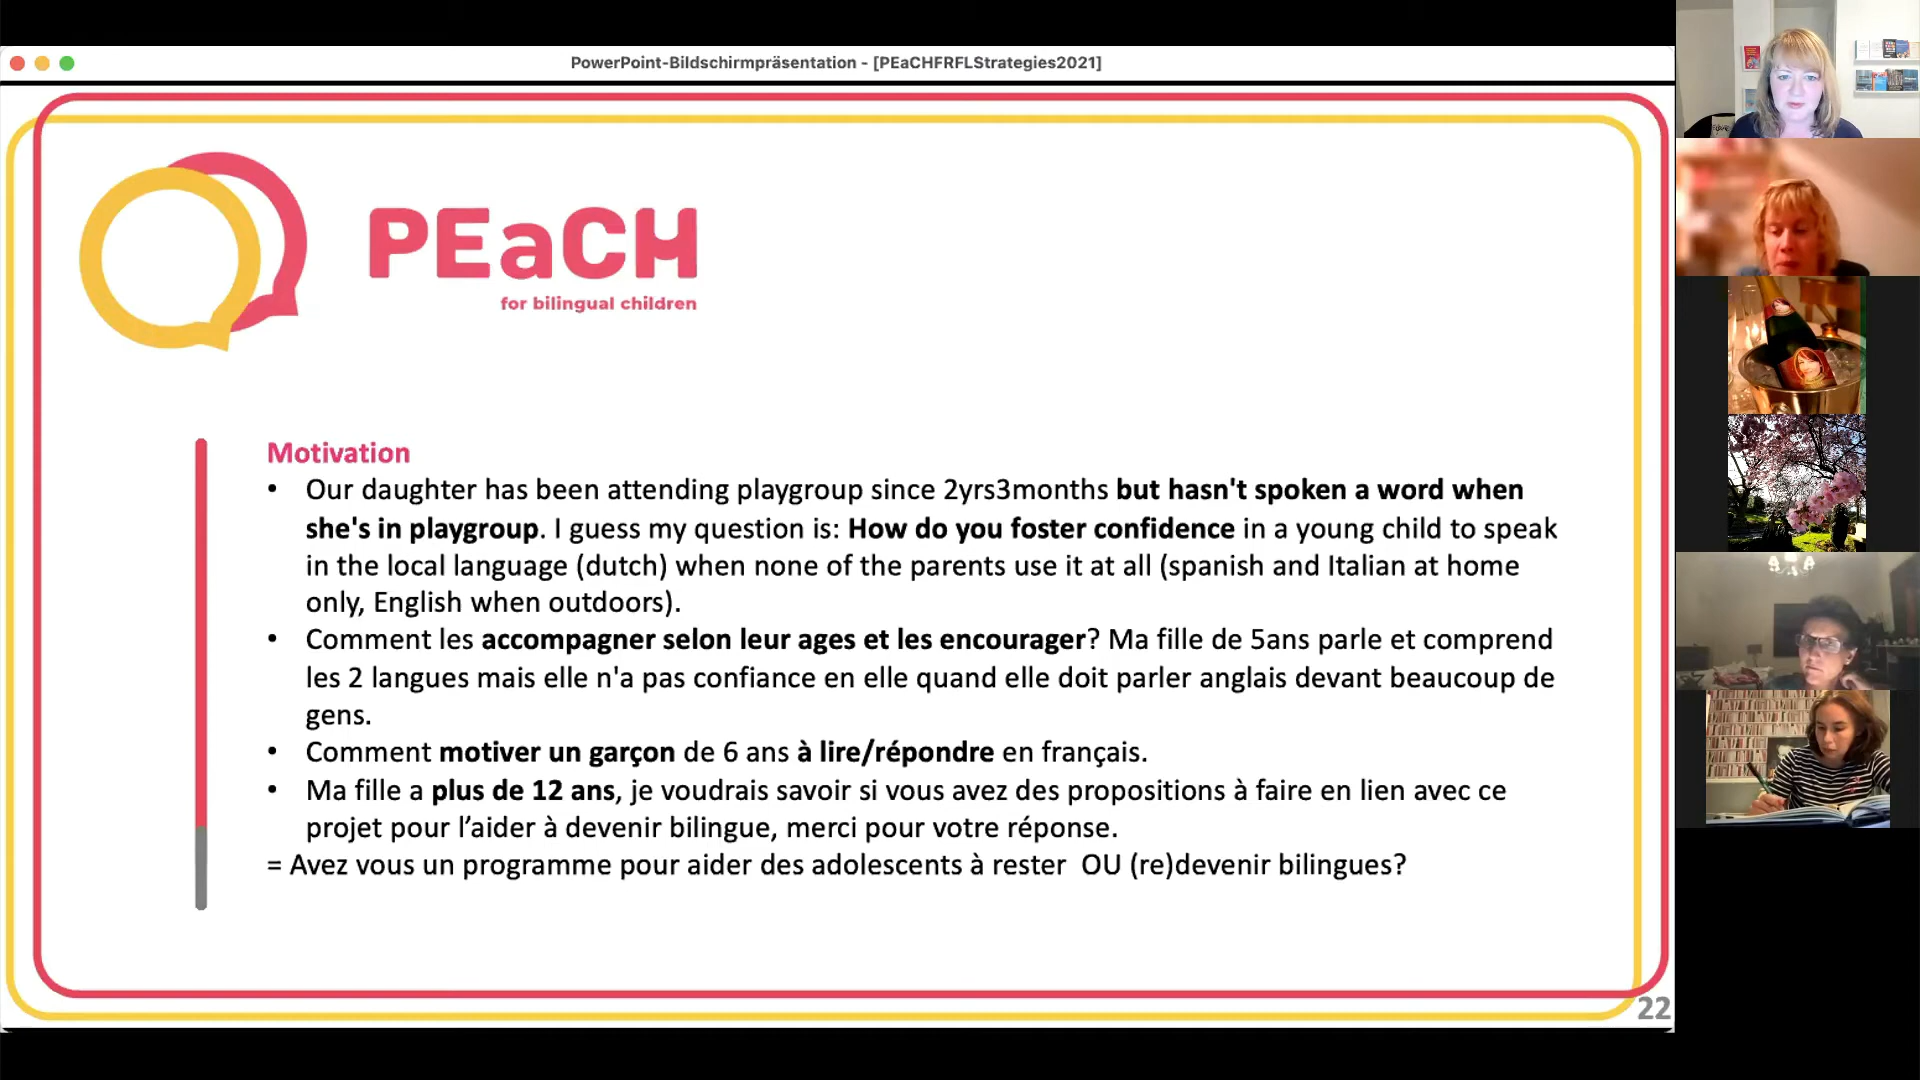 PowerPoint-Bildschirmpräsentation - [PEaCHFRFLStrategies2021]
PEaCH
for bilingual children
Motivation
• Our daughter has been attending playgroup since 2yrs3months but hasn't spoken a word when
she's in playgroup. I guess my question is: How do you foster confidence in a young child to speak
in the local language (dutch) when none of the parents use it at all (spanish and Italian at home
only, English when outdoors).
• Comment les accompagner selon leur ages et les encourager? Ma fille de 5ans parle et comprend
les 2 langues mais elle n'a pas confiance en elle quand elle doit parler anglais devant beaucoup de
gens.
• Comment motiver un garçon de 6 ans à lire/répondre en français.
• Ma fille a plus de 12 ans, je voudrais savoir si vous avez des propositions à faire en lien avec ce
projet pour l’aider à devenir bilingue, merci pour votre réponse.
= Avez vous un programme pour aider des adolescents à rester  OU (re)devenir bilingues?
22